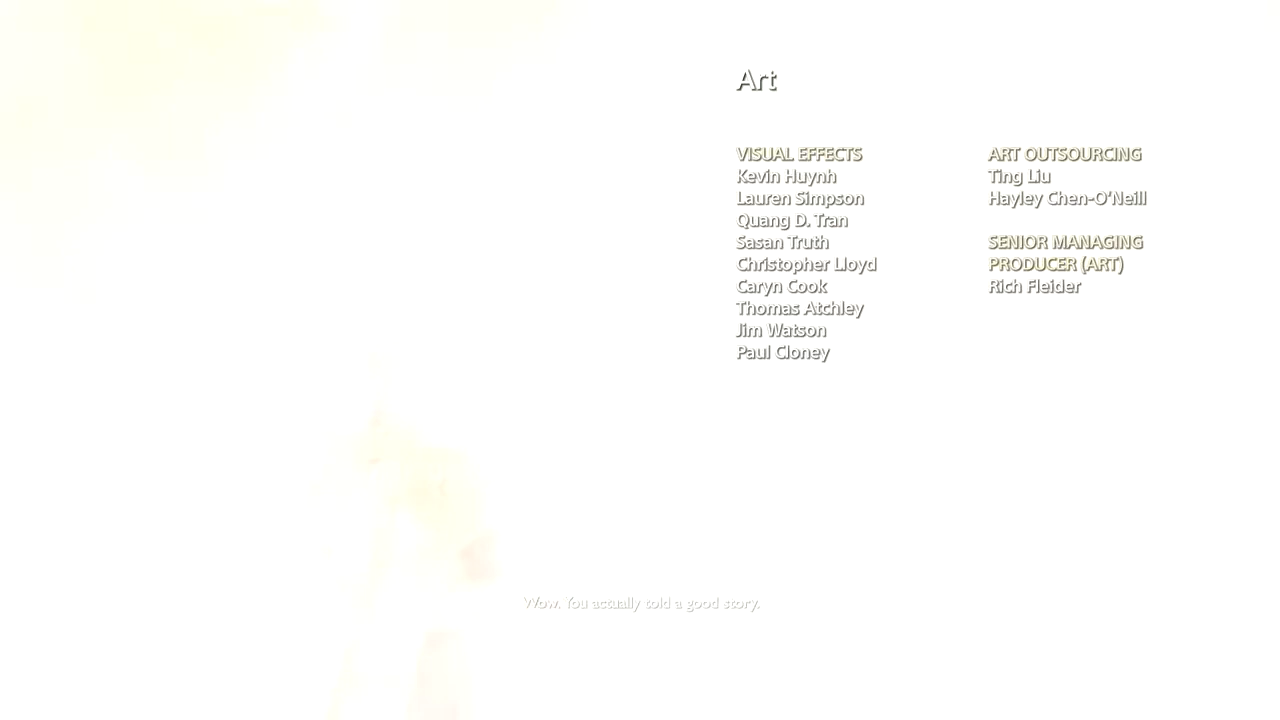 Art
VISUAL EFFECTS
Kevin Huynh
Lauren Simpson
Quang D. Tran
Sasan Truth
Christopher Lloyd
Caryn Cook
Thomas Atchley
Jim Watson
Paul Cloney
ART OUTSOURCING
Ting Liu
Hayley Chen-O'Neill
SENIOR MANAGING
PRODUCER (ART)
Rich Fleider
Wow. You actually told a good story.